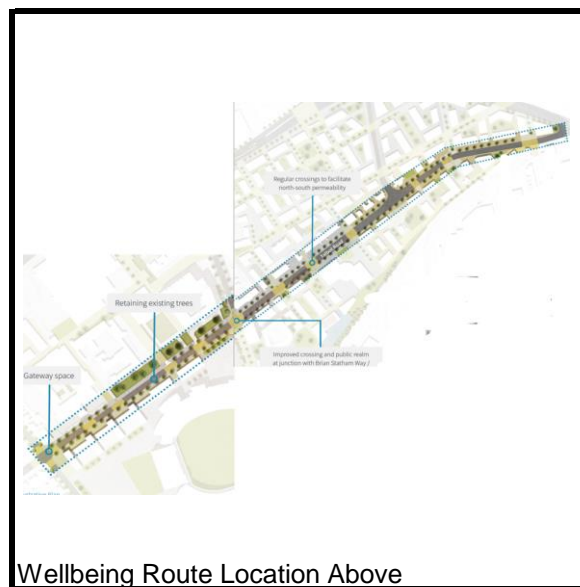 Regular crossings to facilitate
north-south permeability
Retaining existing trees
Improved crossing and public realm
at junction with Brian Statham Way /
Gateway space
Wellbeing Route Location Above